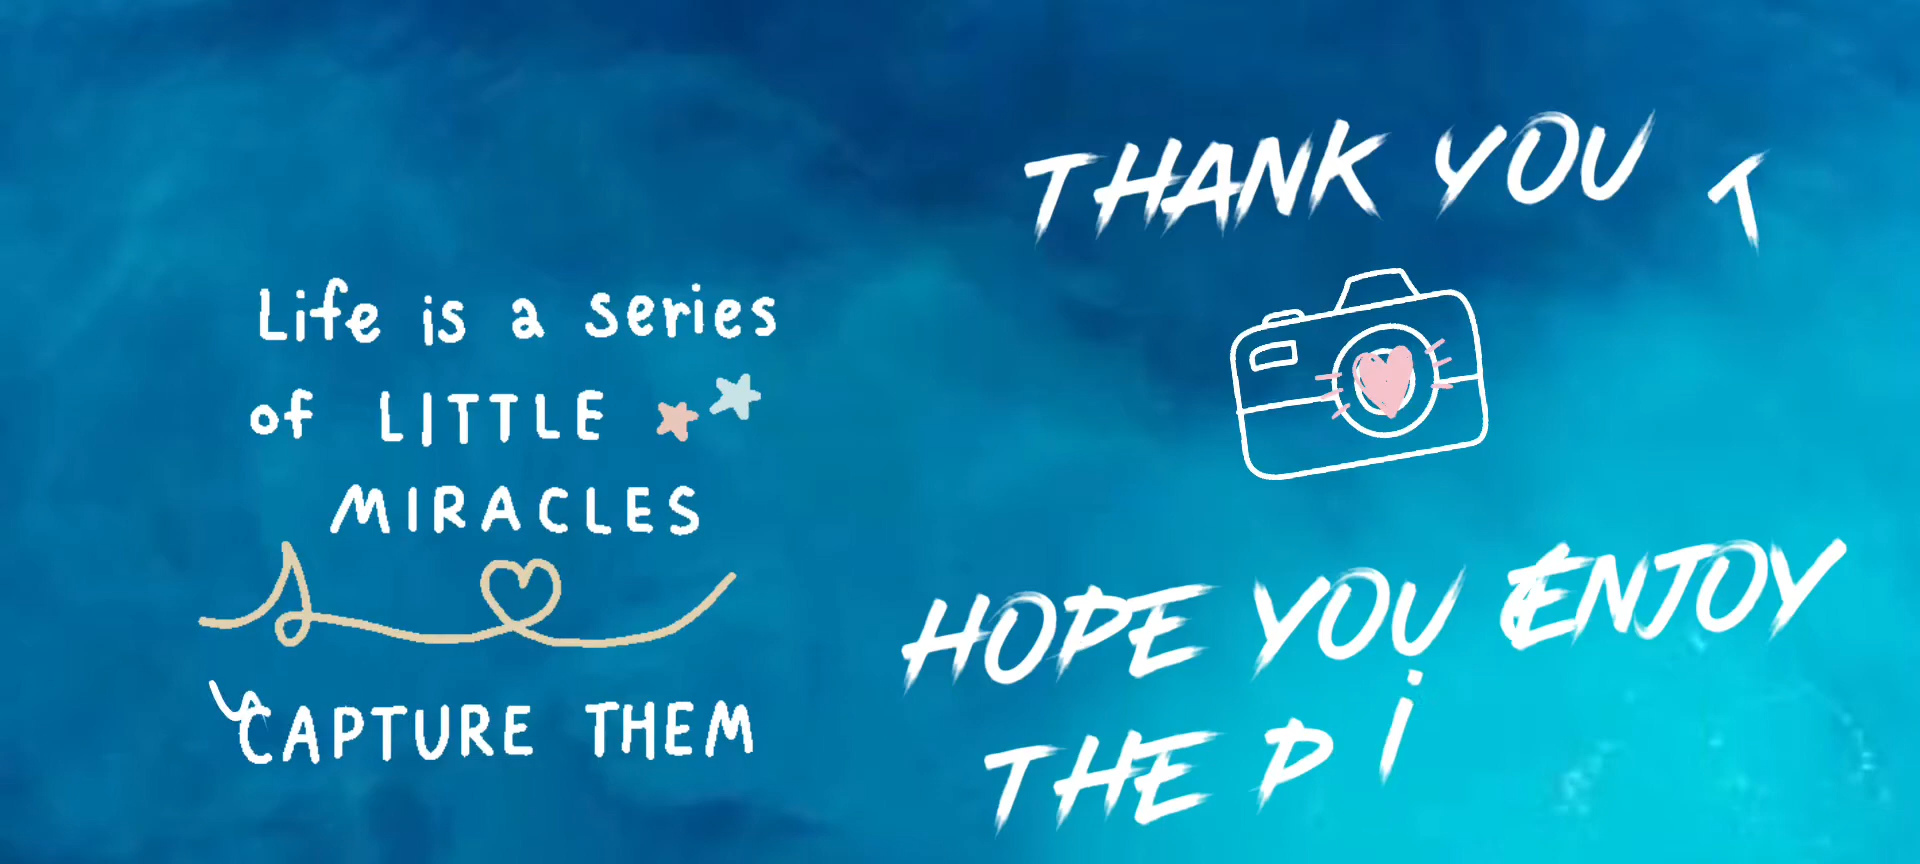 Life is a series
of LITTLE
MIRACLES
CAPTURE THEM
THANK YOU T
HOPE YOU ENJOY
THE P i